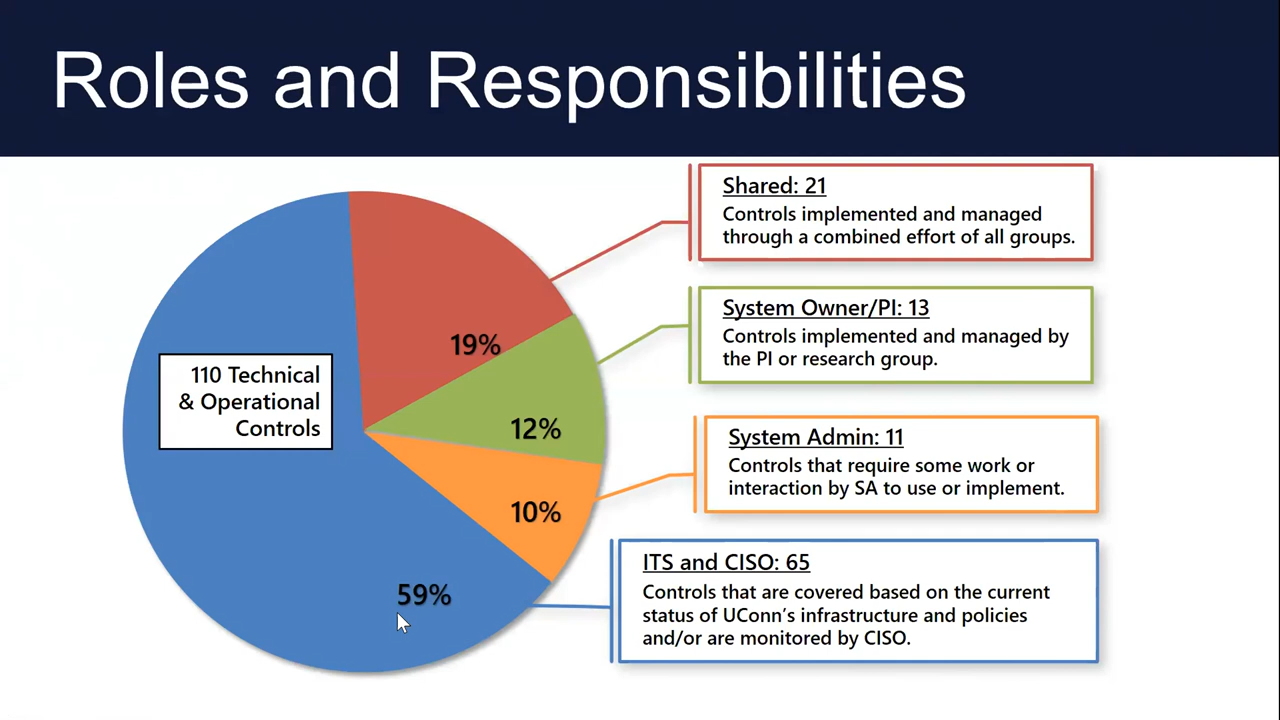 Roles and Responsibilities
Shared: 21
Controls implemented and managed
through a combined effort of all groups.
19%
System Owner/PI: 13
Controls implemented and managed by
the PI or research group.
110 Technical
& Operational
Controls
12%
System Admin: 11
Controls that require some work or
interaction by SA to use or implement.
10%
ITS and CISO: 65
Controls that are covered based on the current
status of UConn's infrastructure and policies
and/or are monitored by CISO.
59%